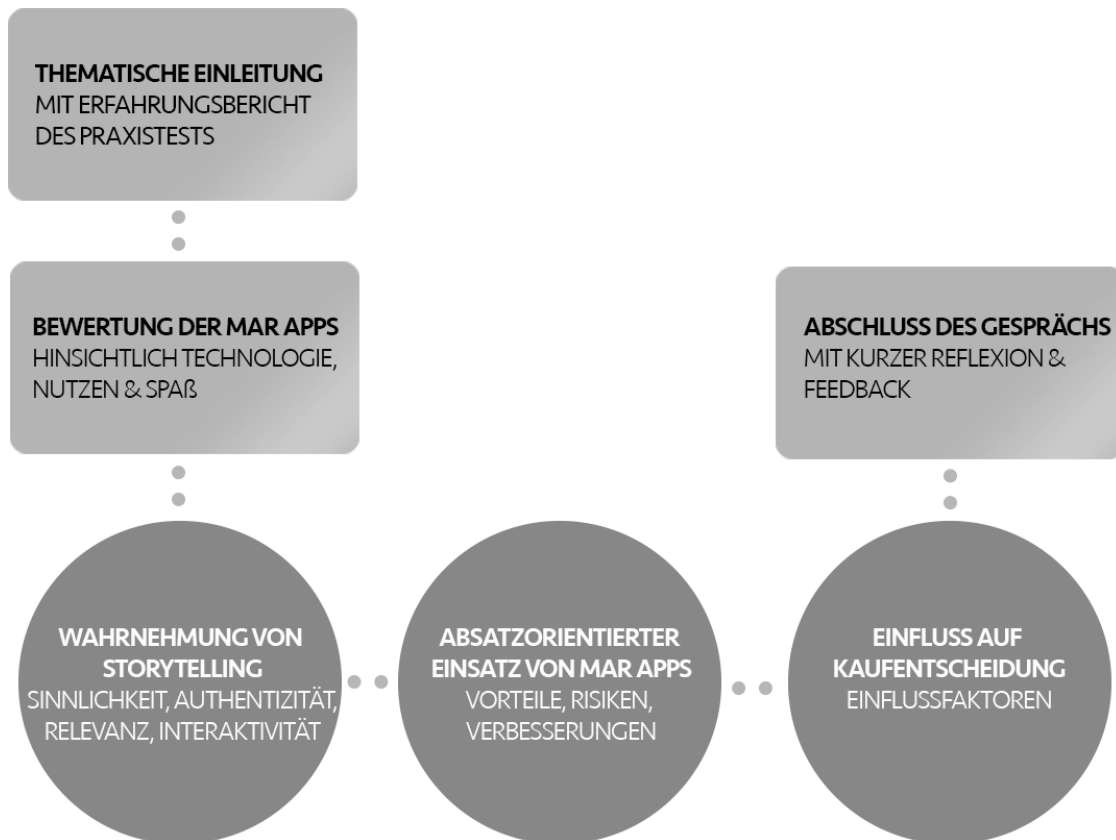 THEMATISCHE EINLEITUNG
MIT ERFAHRUNGSBERICHT
DES PRAXISTESTS
BEWERTUNG DER MAR APPS
HINSICHTLICH TECHNOLOGIE,
NUTZEN & SPAß
WAHRNEHMUNG VON
STORYTELLING
SINNLICHKEIT, AUTHENTIZITÄT,
RELEVANZ, INTERAKTIVITÄT
ABSATZORIENTIERTER
EINSATZ VON MAR APPS
VORTEILE, RISIKEN,
VERBESSERUNGEN
EINFLUSS AUF
KAUFENTSCHEIDUNG
EINFLUSSFAKTOREN
ABSCHLUSS DES GESPRÄCHS
MIT KURZER REFLEXION &
FEEDBACK